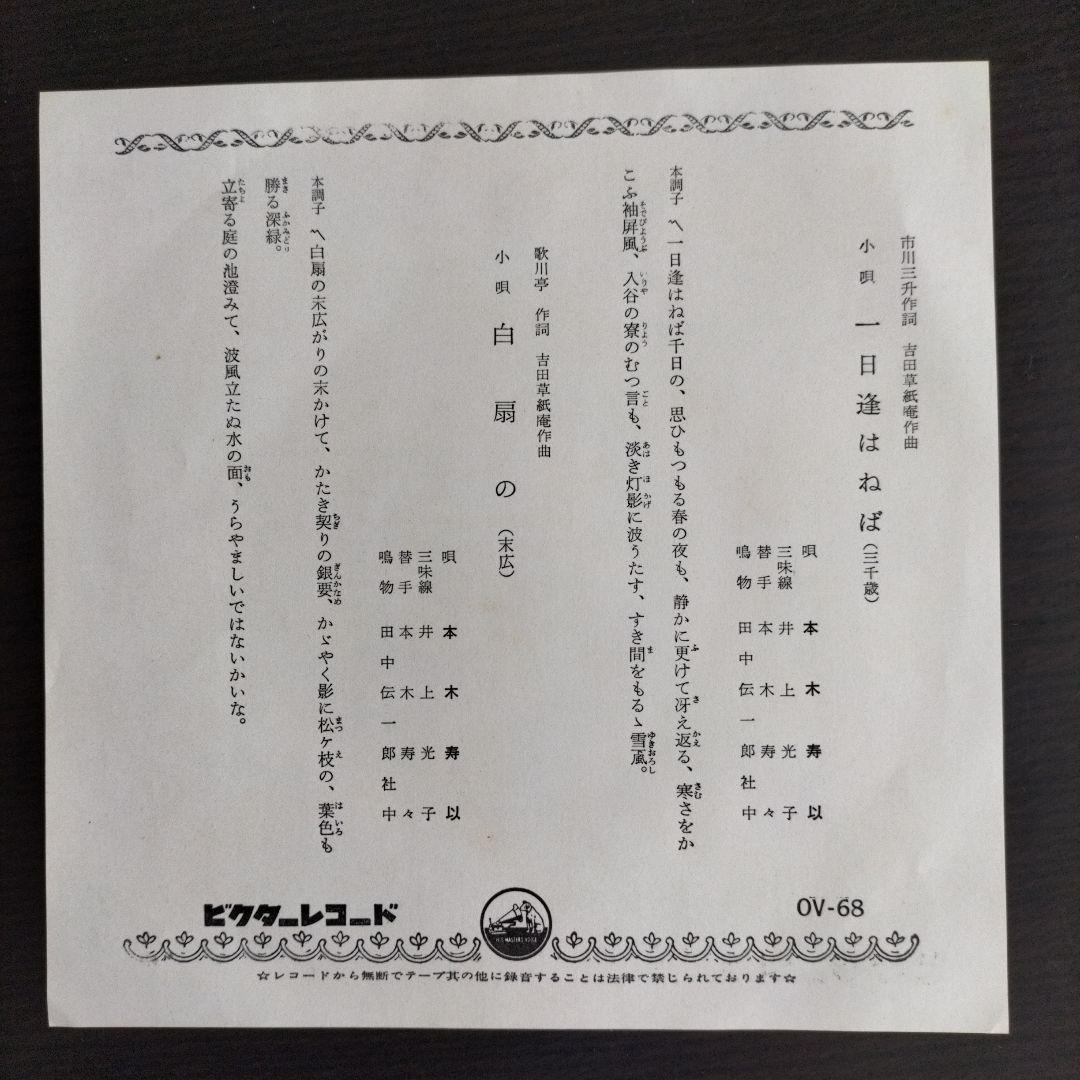 市川三升作詞 吉田草紙庵作曲
小唄 一日逢はねば(三千歳)
唄 本木寿以
三味線 井上光子
替手 本木寿々
鳴物 田中伝一郎社中
本調子 〽一日逢はねば千日の、思ひもつもる春の夜も、静かに更けて冴え返る、寒さをか
こふ袖屏風、入谷の寮のむつ言も、淡き灯影に波うたす、すき間をもるゝ雪風。
歌川亭 作詞 吉田草紙庵作曲
小唄 白扇の(末広)
唄 本木寿以
三味線 井上光子
替手 本木寿々
鳴物 田中伝一郎社中
本調子 〽白扇の末広がりの末かけて、かたき契りの銀要、かゞやく影に松ヶ枝の、葉色も
勝る深緑。
立寄る庭の池澄みて、波風立たぬ水の面、うらやましいではないかいな。
ビクターレコード
HIS MASTERS VOICE
OV-68
☆レコードから無断でテープ其の他に録音することは法律で禁じられております☆